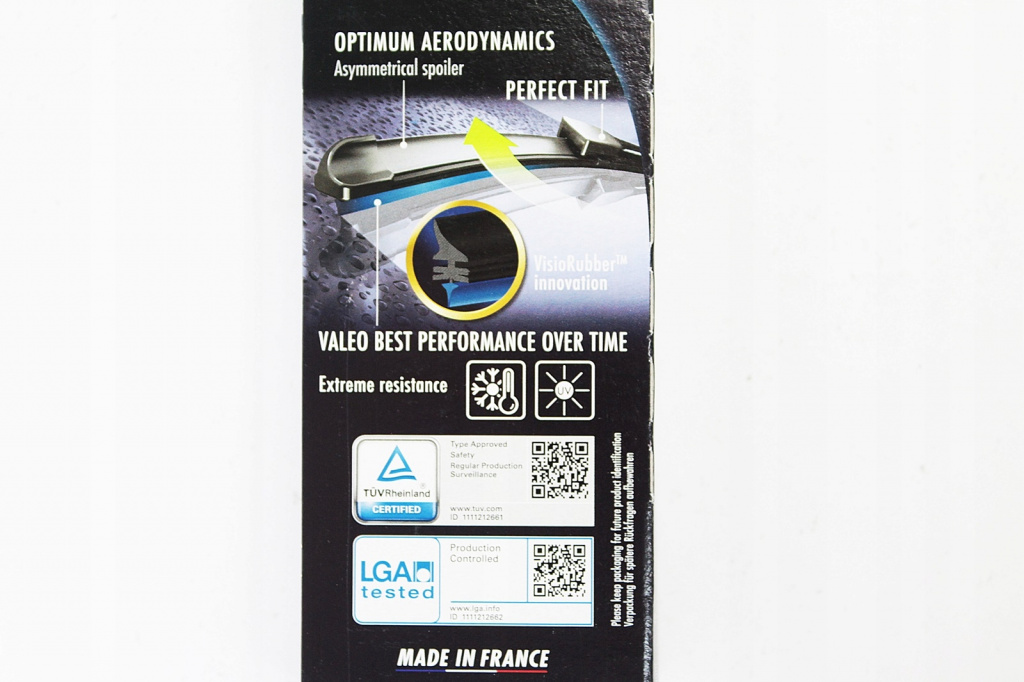 OPTIMUM AERODYNAMICS
Asymmetrical spoiler
PERFECT FIT
VisioRubber™
innovation
VALEO BEST PERFORMANCE OVER TIME
Extreme resistance
UV
TÜVRheinland®
CERTIFIED
Type Approved
Safety
Regular Production
Surveillance
www.tuv.com
ID 1111212661
LGA
tested
Production
Controlled
www.lga.info
ID 1111212662
Please keep packaging for future product identification
Verpackung für spätere Rückfragen aufbewahren
MADE IN FRANCE